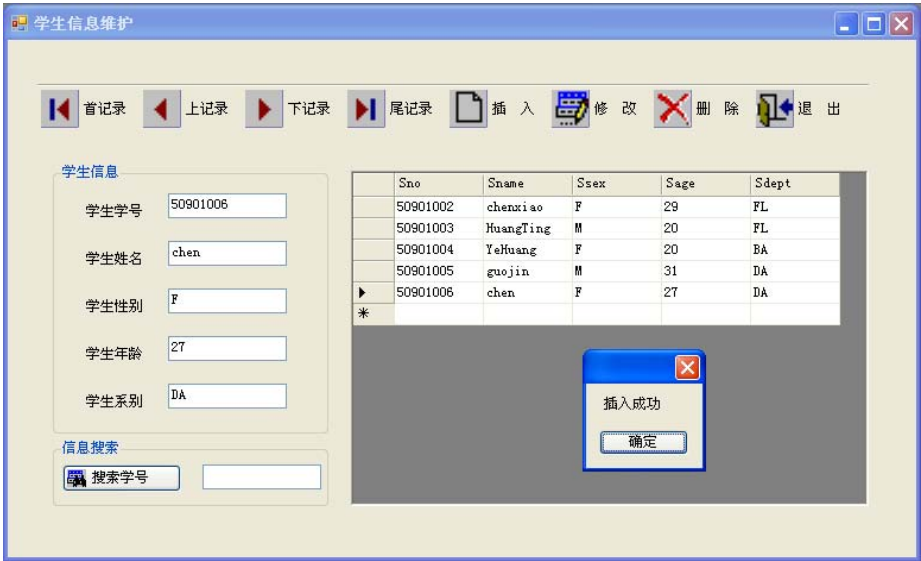 学生信息维护
首记录 上记录 下记录 尾记录 插 入 修 改 删 除 退 出
学生信息
学生学号 50901006
学生姓名 chen
学生性别 F
学生年龄 27
学生系别 DA
信息搜索
搜索学号
Sno Sname Ssex Sage Sdept
50901002 chenxiao F 29 FL
50901003 HuangTing M 20 FL
50901004 YeHuang F 20 BA
50901005 guojin M 31 DA
50901006 chen F 27 DA
插入成功
确定